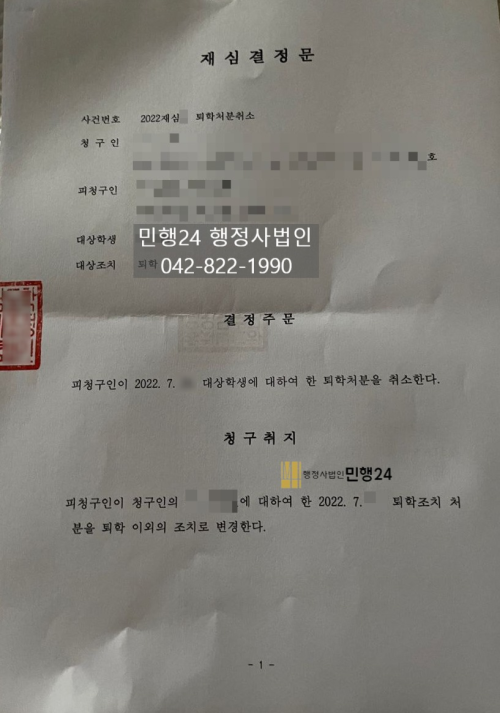 재 심 결 정 문
사건번호 2022재심 퇴학처분취소
청 구 인
호
피청구인
대상학생
민행24 행정사법인
대상조치 퇴학
042-822-1990
결 정 주 문
피청구인이 2022. 7. 대상학생에 대하여 한 퇴학처분을 취소한다.
청 구 취 지
행정사법인 민행24
피청구인이 청구인의 에 대하여 한 2022. 7. 퇴학조치 처
분을 퇴학 이외의 조치로 변경한다.
- 1 -